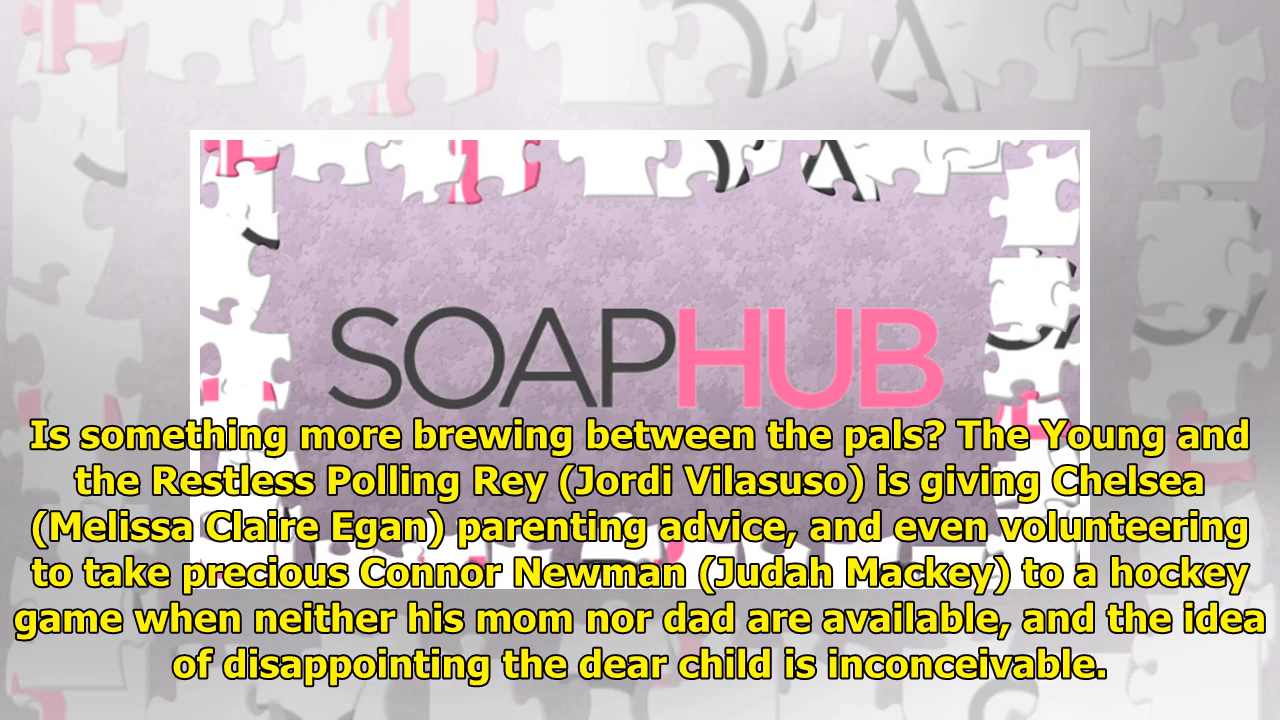 SOAPHUB
Is something more brewing between the pals? The Young and
the Restless Polling Rey (Jordi Vilasuso) is giving Chelsea
(Melissa Claire Egan) parenting advice, and even volunteering
to take precious Connor Newman (Judah Mackey) to a hockey
game when neither his mom nor dad are available, and the idea
of disappointing the dear child is inconceivable.